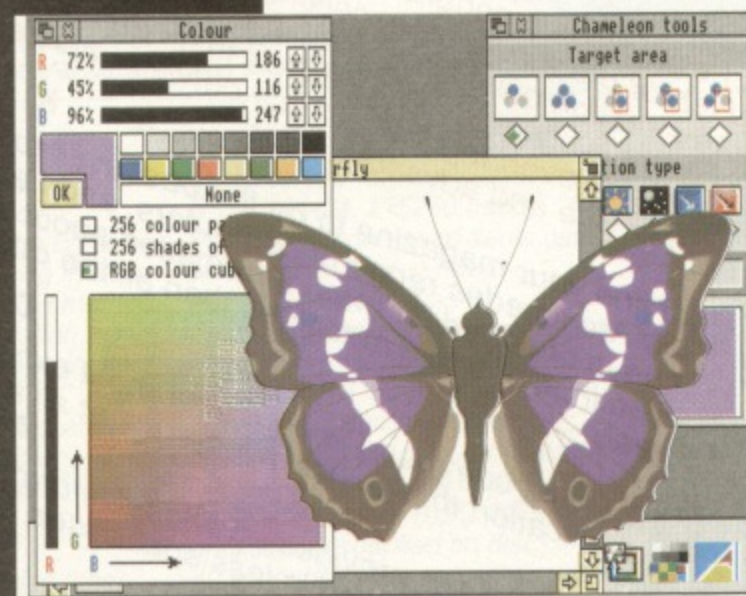 Colour
R 72% 186
G 45% 116
B 96% 247
OK None
256 colour pa
256 shades of
RGB colour cub
G
R B
rfly
Chameleon tools
Target area
tion type